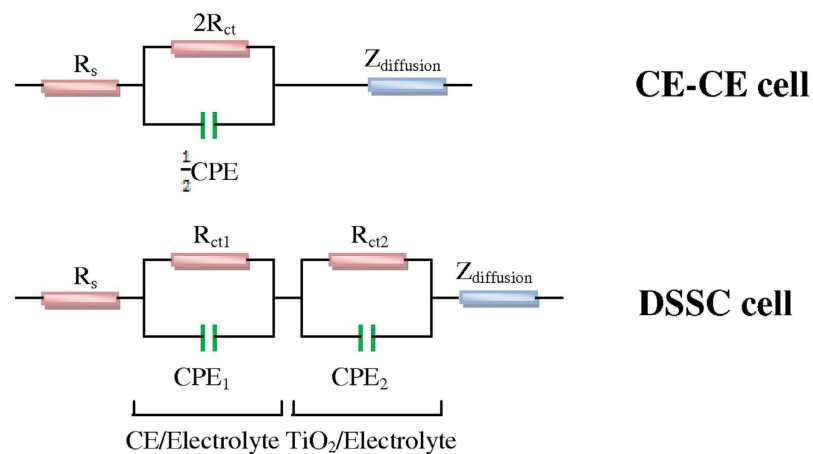 2Rct
Rs
Zdiffusion
CE-CE cell
½CPE
Rct1
Rct2
Rs
Zdiffusion
DSSC cell
CPE1
CPE2
CE/Electrolyte
TiO2/Electrolyte